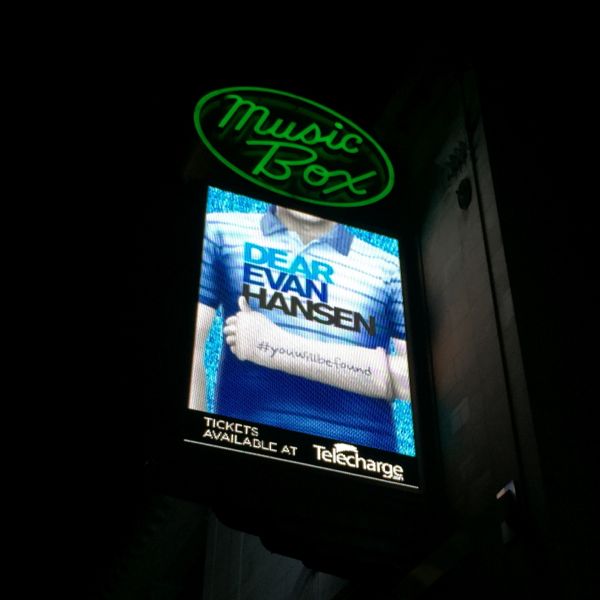 Music
Box
DEAR
EVAN
HANSEN
#youwillbefound
TICKETS
AVAILABLE AT
Telecharge